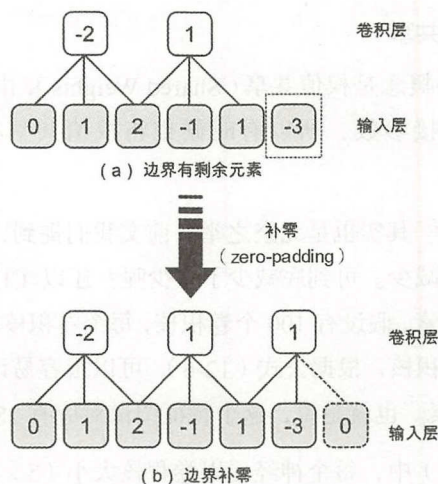 -2 1 卷积层
0 1 2 -1 1 -3 输入层
(a) 边界有剩余元素
补零
(zero-padding)
-2 1 1 卷积层
0 1 2 -1 1 -3 0 输入层
(b) 边界补零